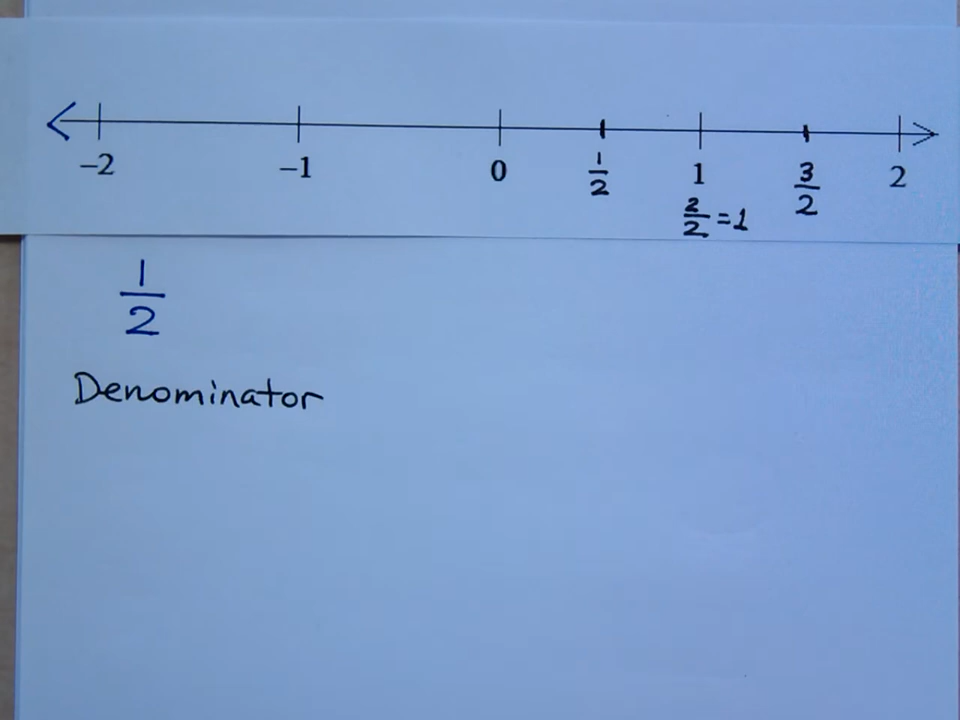 −2 −1 0 1/2 1 3/2 2
2/2 = 1
1/2
Denominator